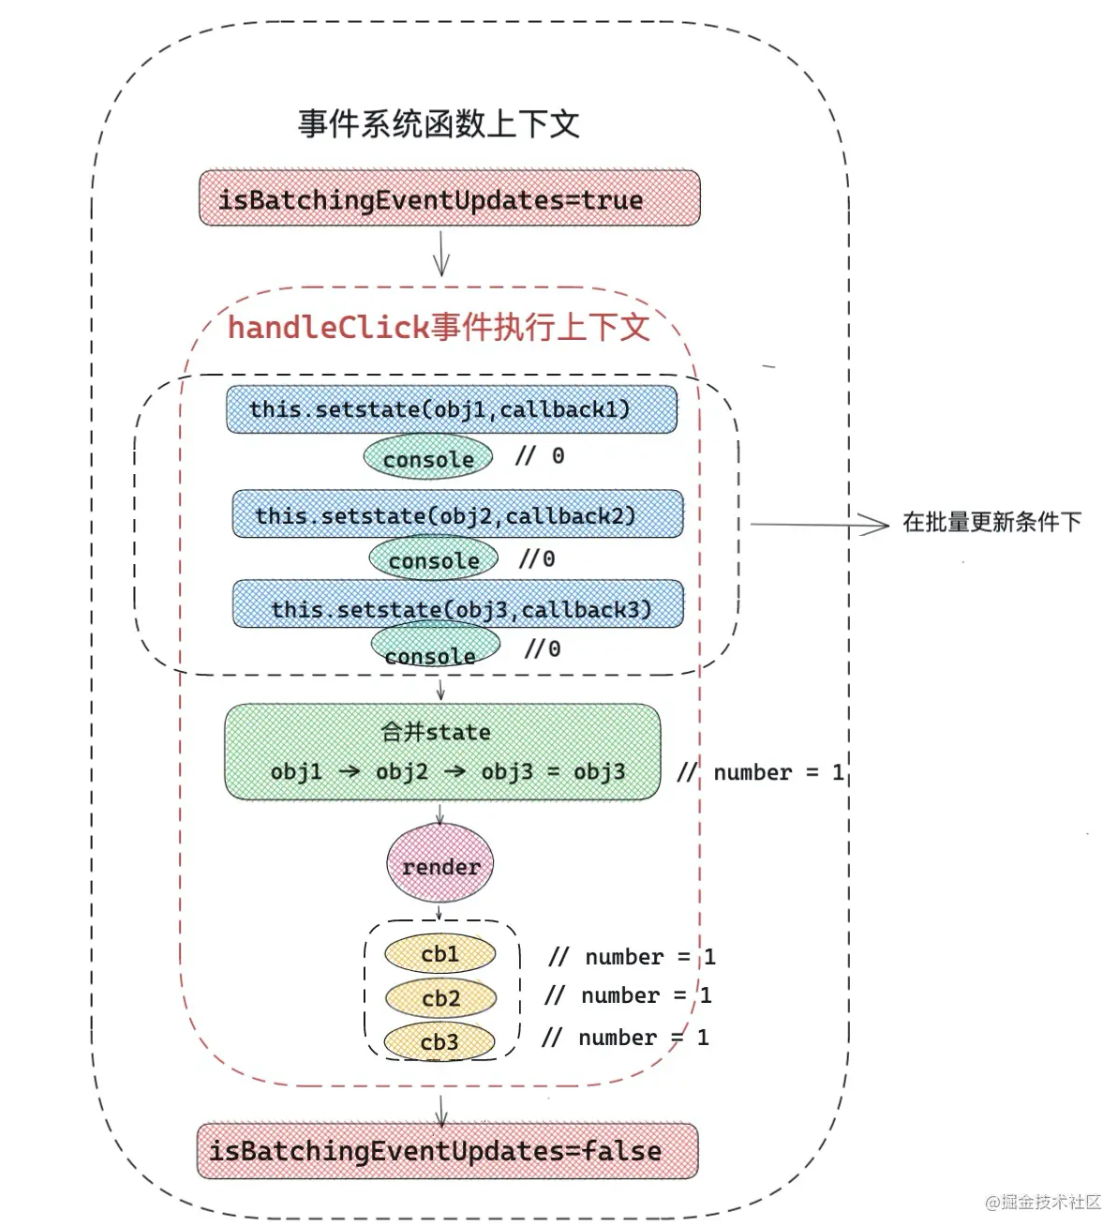 事件系统函数上下文
isBatchingEventUpdates=true
handleClick事件执行上下文
this.setstate(obj1,callback1)
console // 0
this.setstate(obj2,callback2)
在批量更新条件下
console //0
this.setstate(obj3,callback3)
console //0
合并state
obj1 → obj2 → obj3 = obj3 // number = 1
render
cb1 // number = 1
cb2 // number = 1
cb3 // number = 1
isBatchingEventUpdates=false
@掘金技术社区